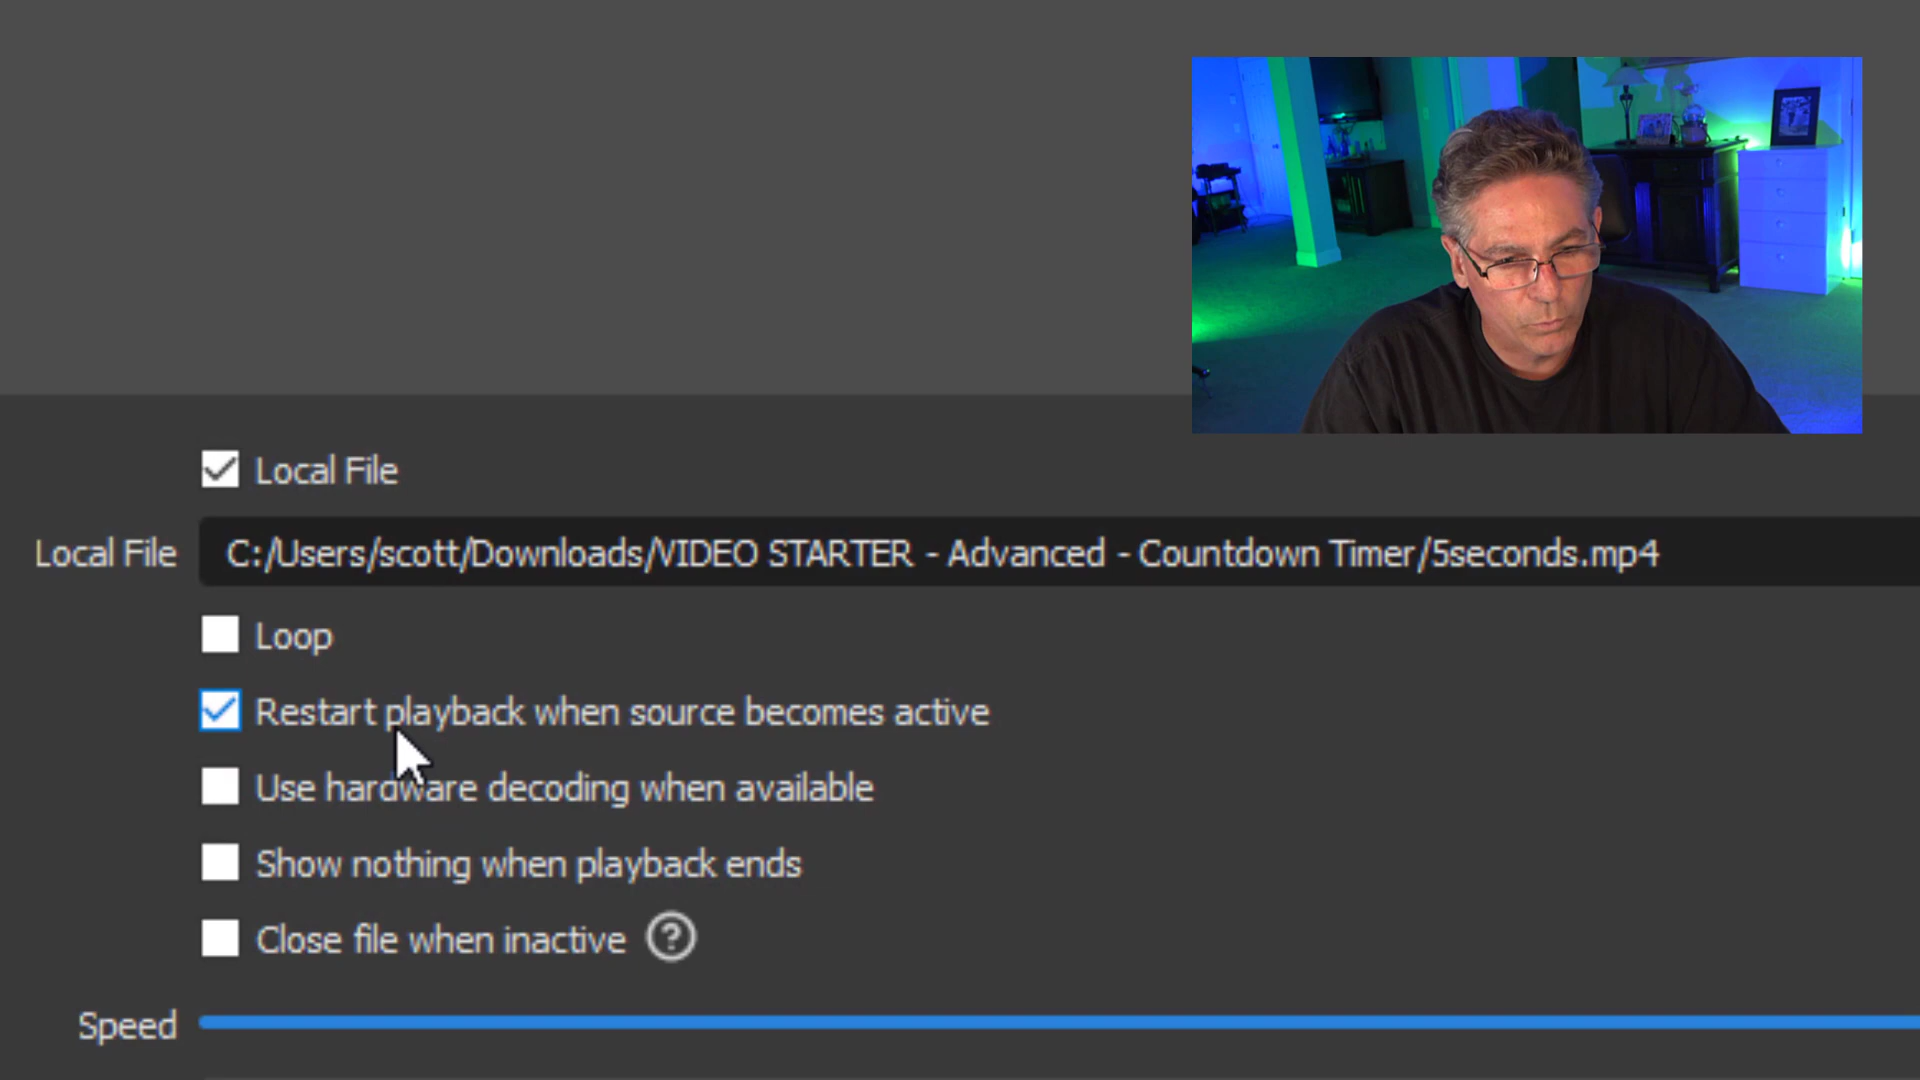 Local File
Local File C:/Users/scott/Downloads/VIDEO STARTER - Advanced - Countdown Timer/5seconds.mp4
Loop
Restart playback when source becomes active
Use hardware decoding when available
Show nothing when playback ends
Close file when inactive ?
Speed